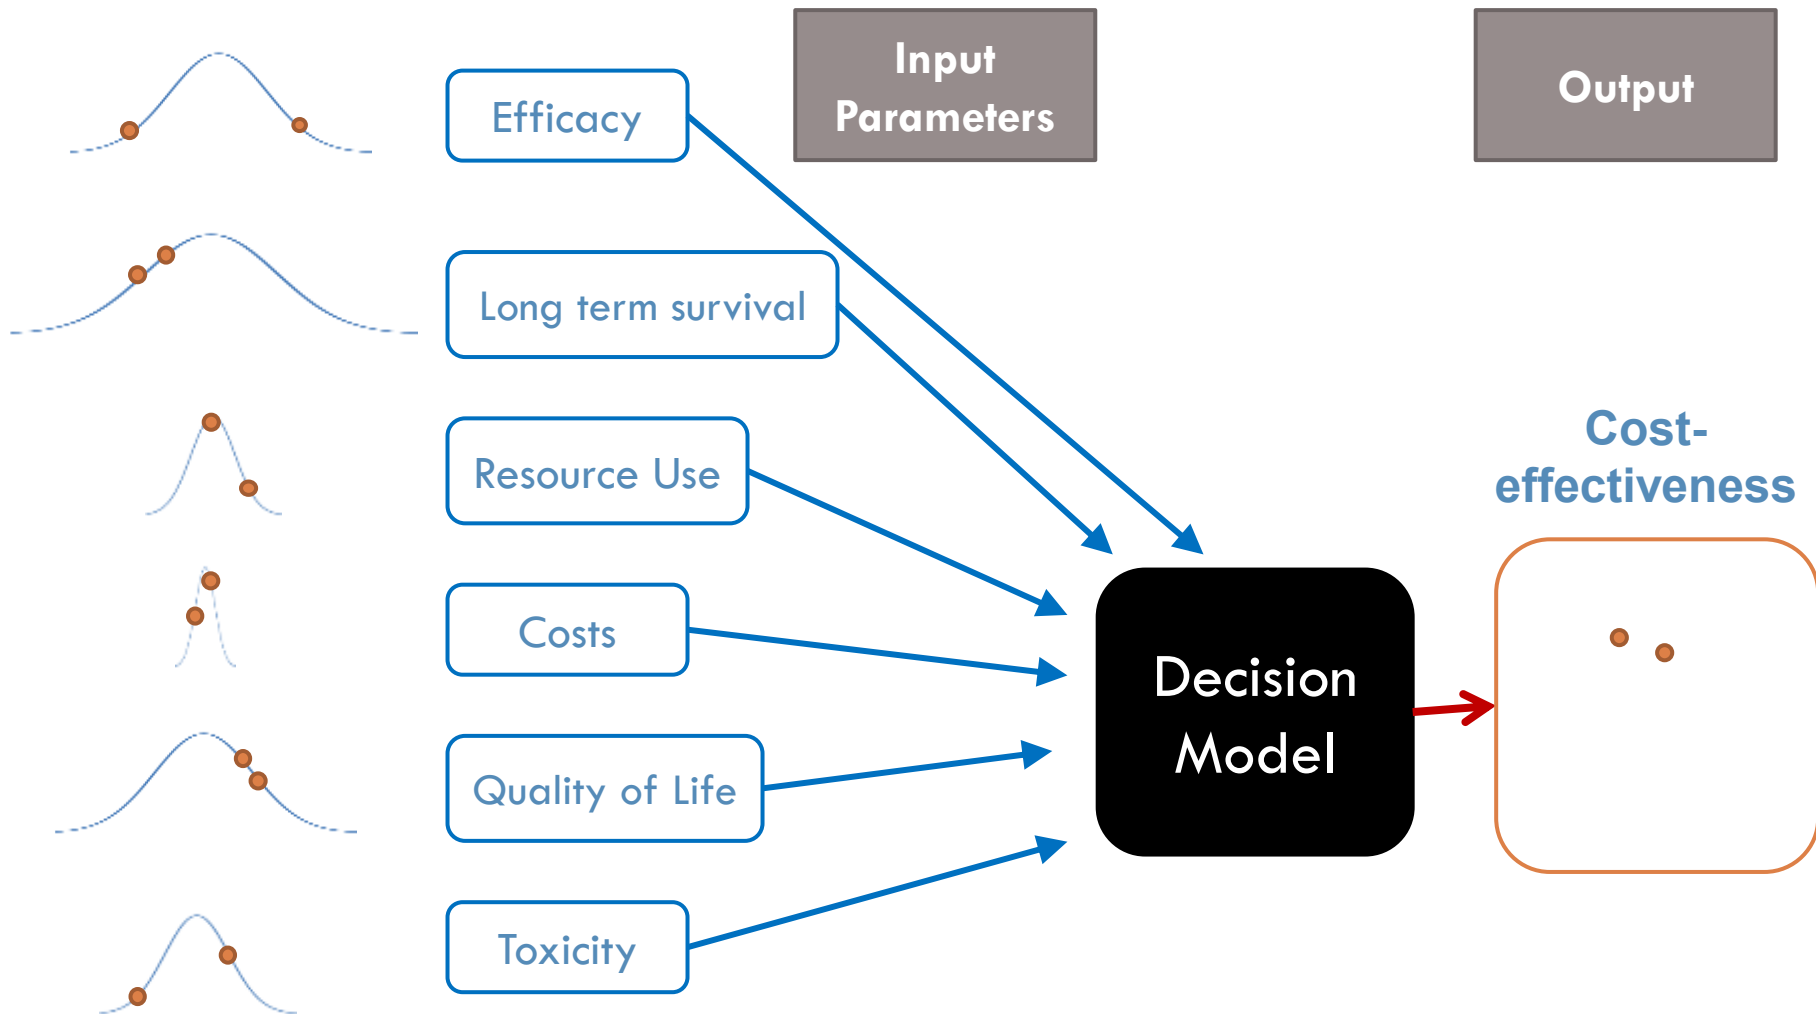 Input
Parameters
Output
Efficacy
Long term survival
Resource Use
Costs
Quality of Life
Toxicity
Decision
Model
Cost-
effectiveness